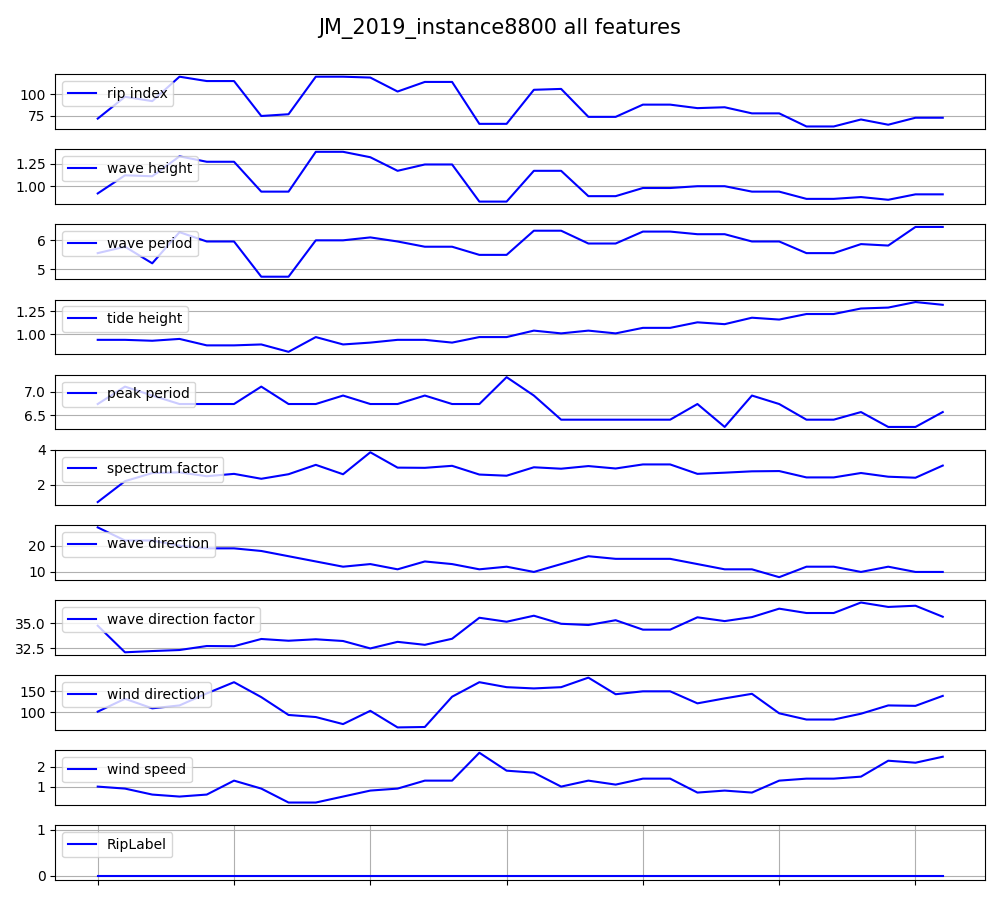 JM_2019_instance8800 all features
rip index
100
75
wave height
1.25
1.00
wave period
6
5
tide height
1.25
1.00
peak period
7.0
6.5
spectrum factor
4
2
wave direction
20
10
wave direction factor
35.0
32.5
wind direction
150
100
wind speed
2
1
RipLabel
1
0